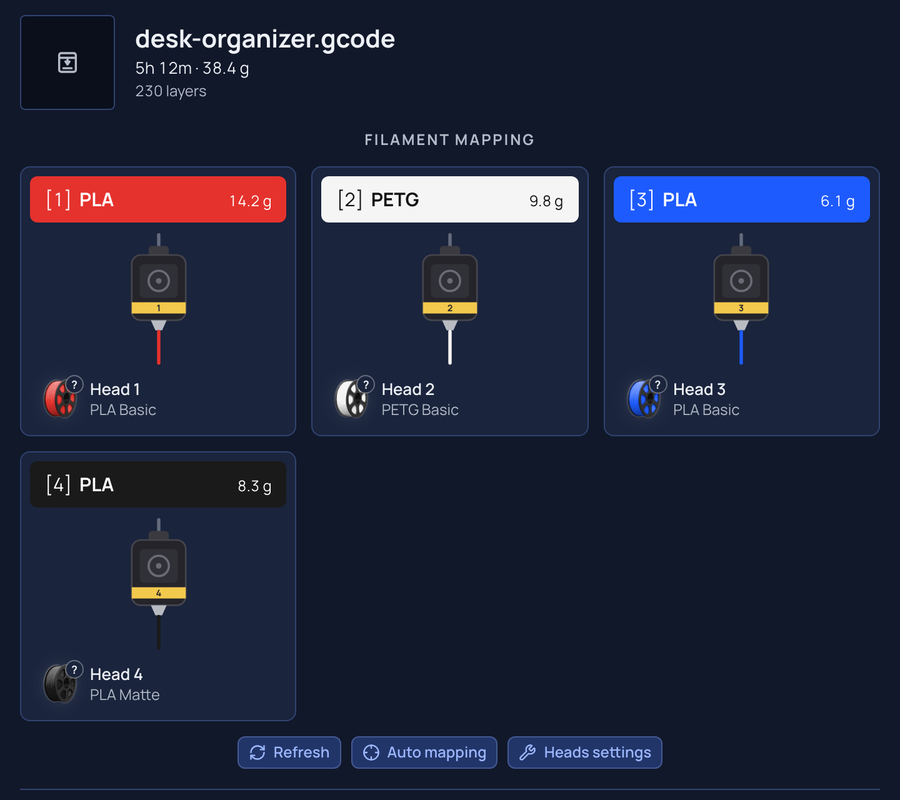 desk-organizer.gcode
5h 12m · 38.4 g
230 layers
FILAMENT MAPPING
[1] PLA 14.2 g
1
?
Head 1
PLA Basic
[2] PETG 9.8 g
2
?
Head 2
PETG Basic
[3] PLA 6.1 g
3
?
Head 3
PLA Basic
[4] PLA 8.3 g
4
?
Head 4
PLA Matte
Refresh
Auto mapping
Heads settings